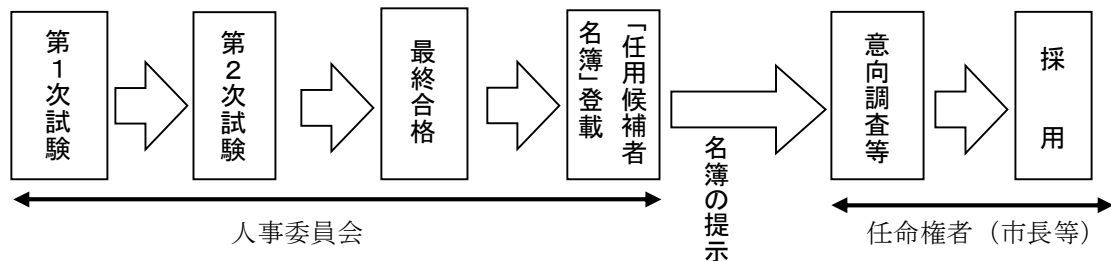 第１次試験
第２次試験
最終合格
「任用候補者
名簿」登載
名簿の提示
意向調査等
採用
人事委員会
任命権者（市長等）